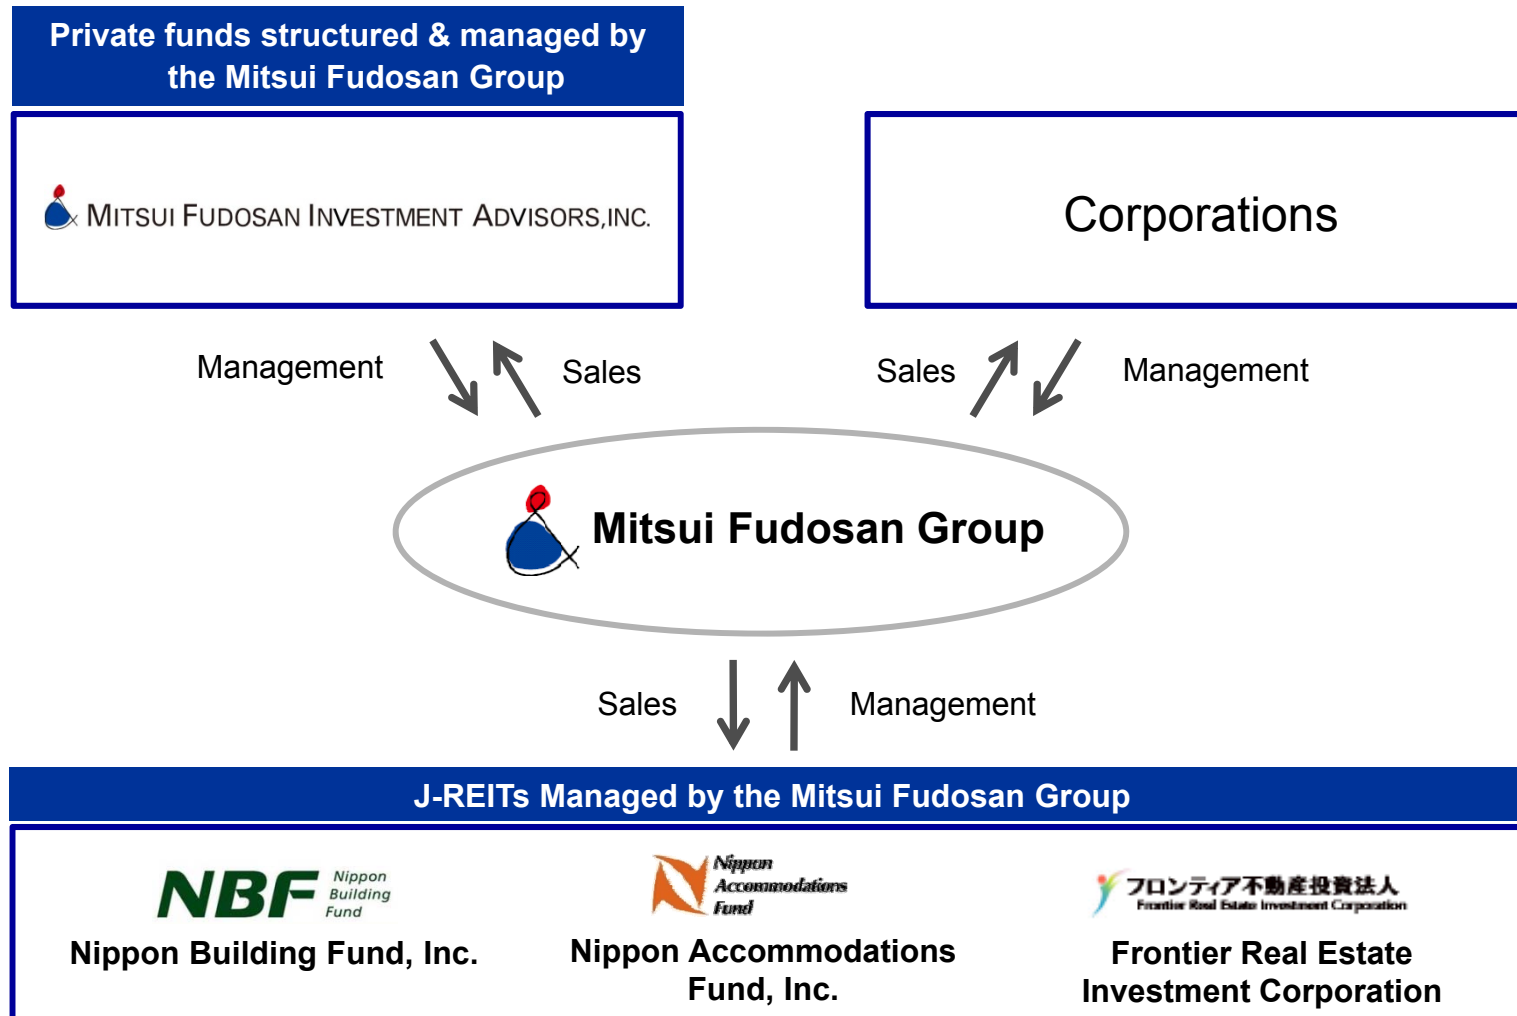 Private funds structured & managed by
the Mitsui Fudosan Group
MITSUI FUDOSAN INVESTMENT ADVISORS,INC.
Corporations
Management
Sales
Sales
Management
Mitsui Fudosan Group
Sales
Management
J-REITs Managed by the Mitsui Fudosan Group
NBF
Nippon
Building
Fund
Nippon Building Fund, Inc.
Nippon
Accommodations
Fund
Nippon Accommodations
Fund, Inc.
フロンティア不動産投資法人
Frontier Real Estate Investment Corporation
Frontier Real Estate
Investment Corporation